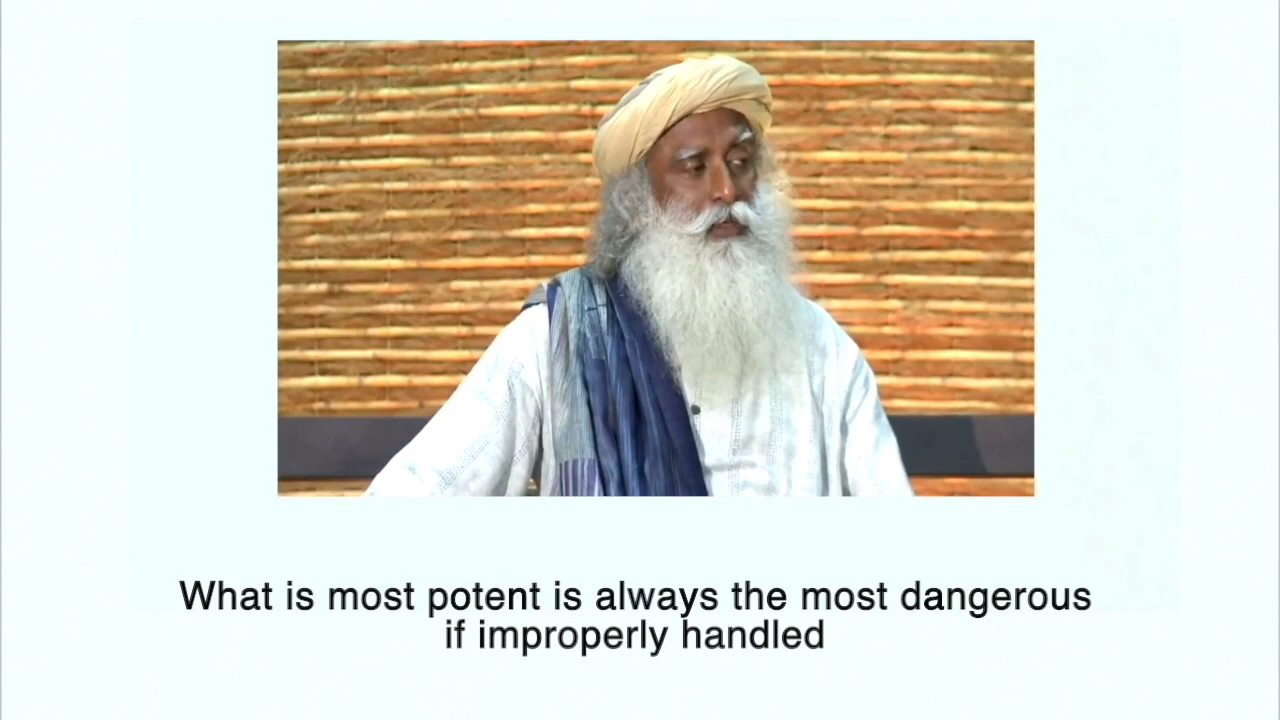 What is most potent is always the most dangerous
if improperly handled